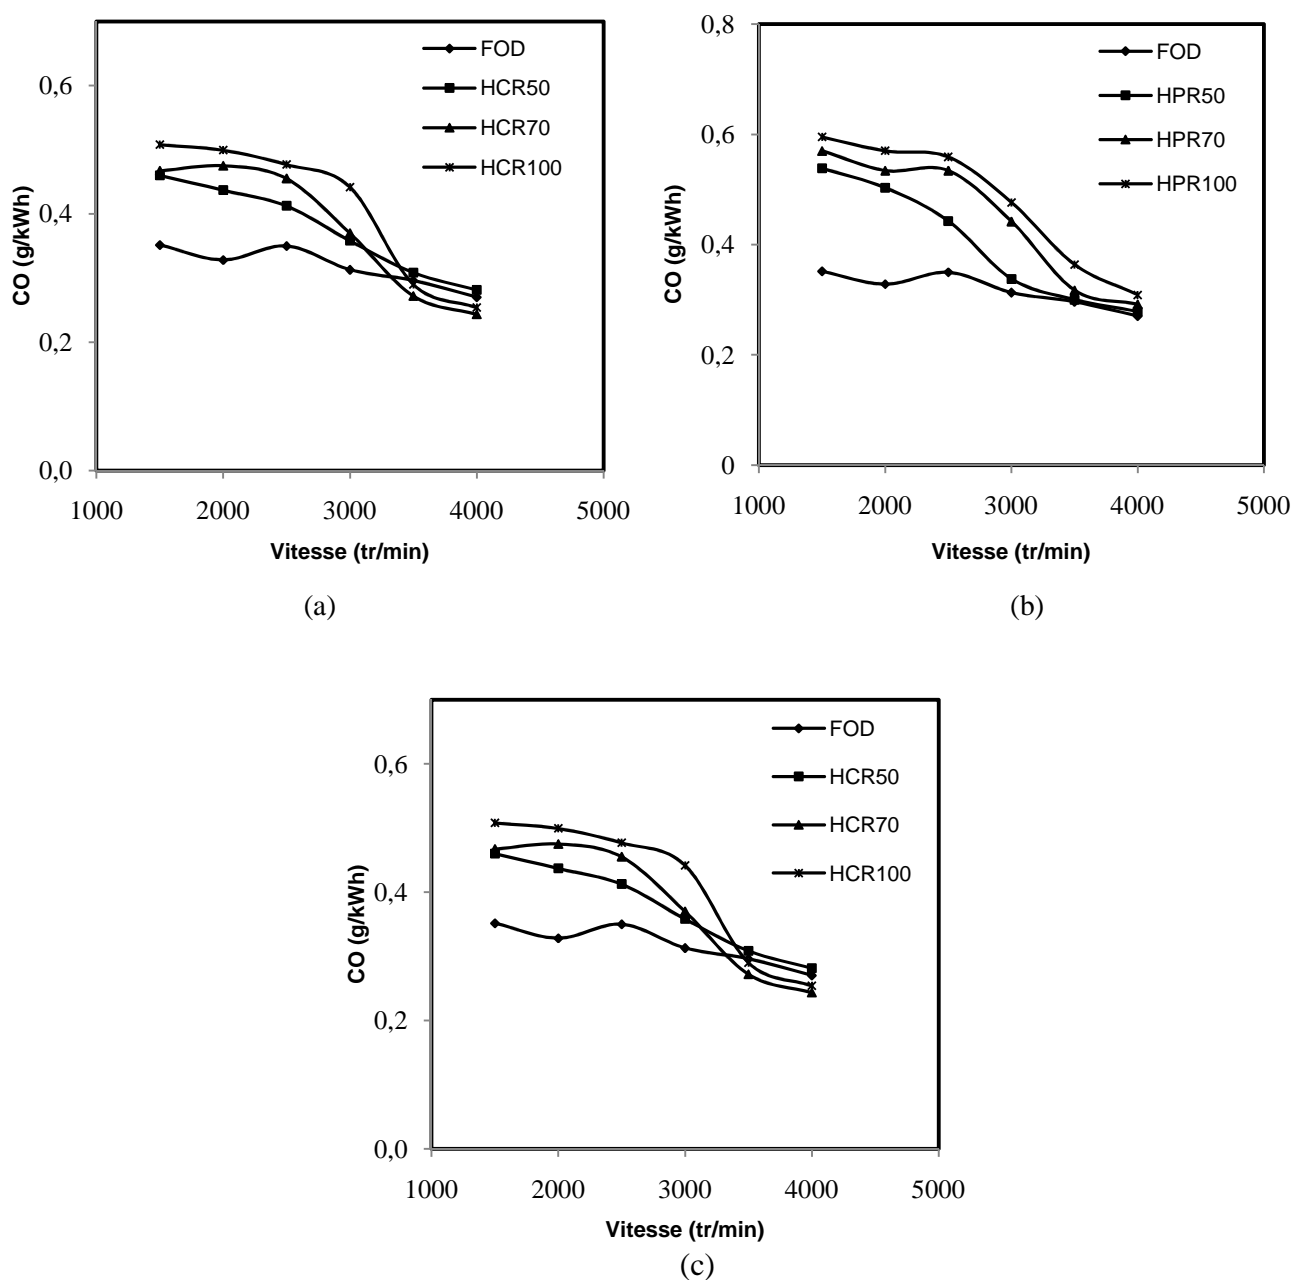 FOD
HCR50
HCR70
HCR100
0,6
0,4
0,2
0,0
CO (g/kWh)
1000 2000 3000 4000 5000
Vitesse (tr/min)
(a)
FOD
HPR50
HPR70
HPR100
0,8
0,6
0,4
0,2
0
CO (g/kWh)
1000 2000 3000 4000 5000
Vitesse (tr/min)
(b)
FOD
HCR50
HCR70
HCR100
0,6
0,4
0,2
0,0
CO (g/kWh)
1000 2000 3000 4000 5000
Vitesse (tr/min)
(c)